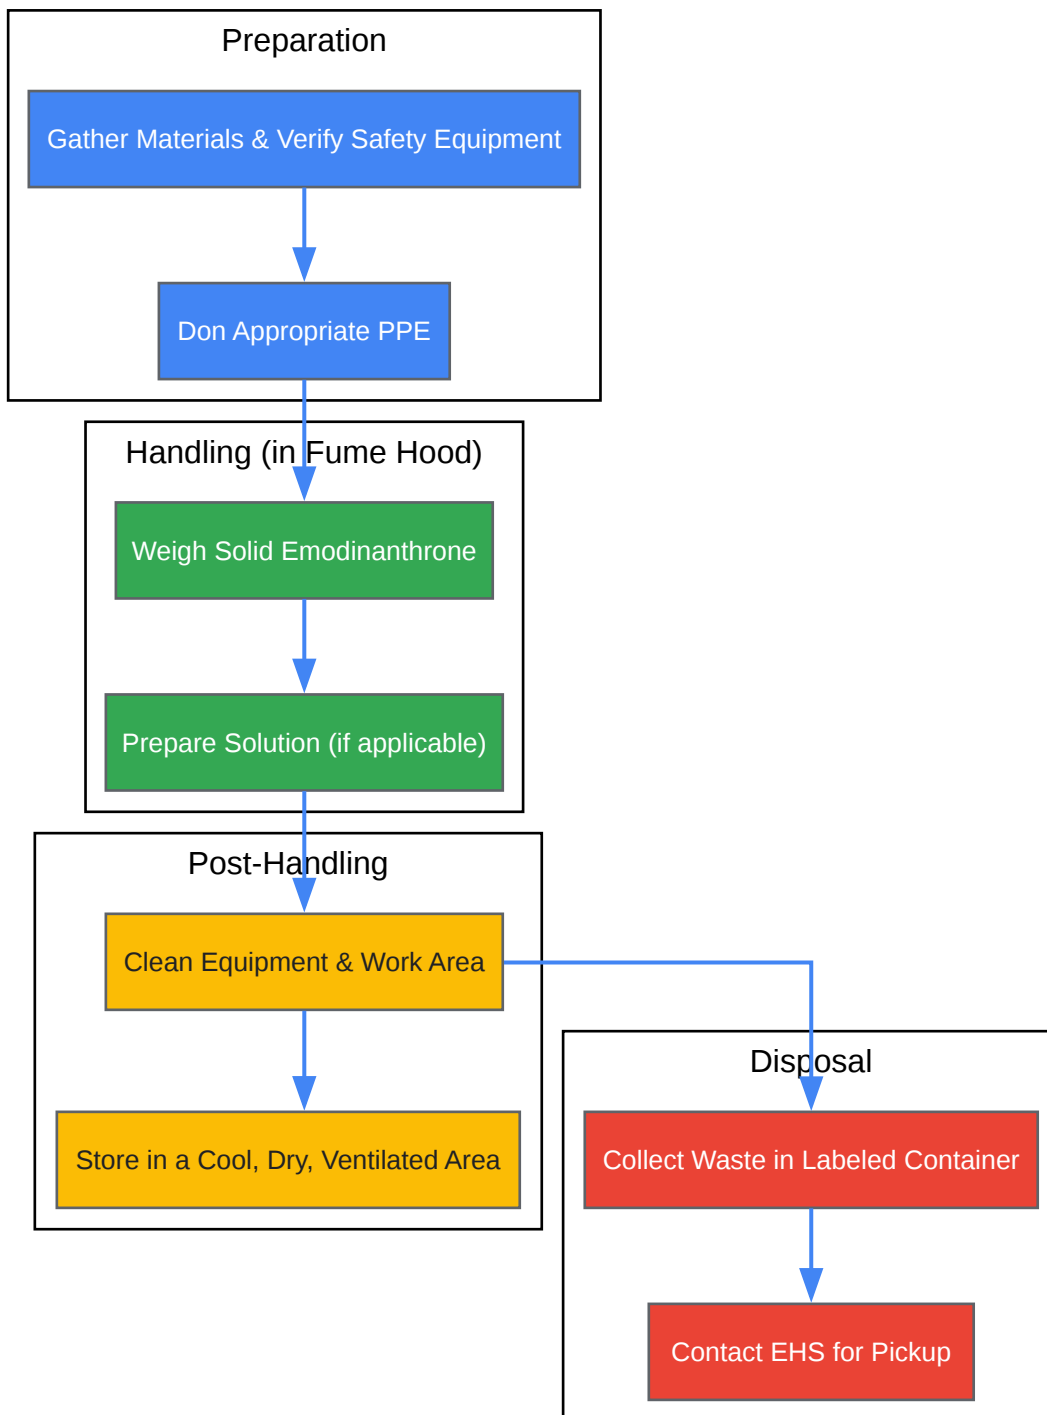 Preparation
Gather Materials & Verify Safety Equipment
Don Appropriate PPE
Handling (in Fume Hood)
Weigh Solid Emodinanthrone
Prepare Solution (if applicable)
Post-Handling
Clean Equipment & Work Area
Store in a Cool, Dry, Ventilated Area
Disposal
Collect Waste in Labeled Container
Contact EHS for Pickup